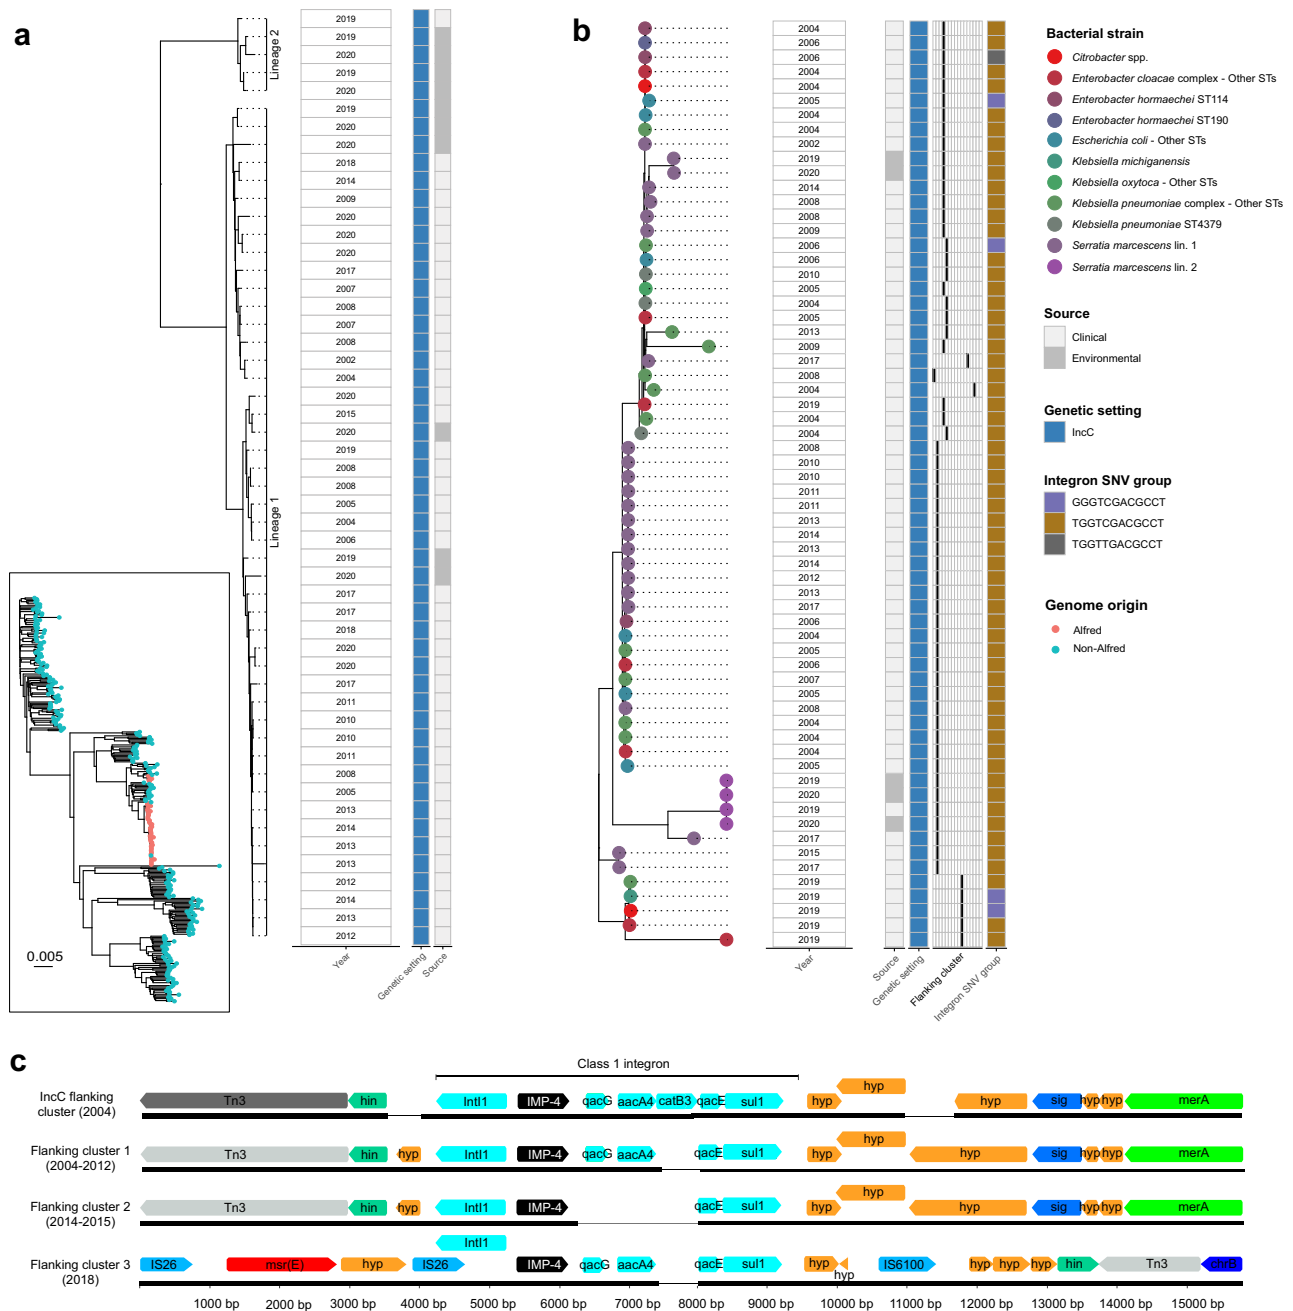 a
Lineage 2
Lineage 1
2019
2019
2020
2019
2020
2019
2020
2020
2018
2014
2009
2020
2020
2020
2017
2007
2008
2007
2008
2002
2004
2020
2015
2020
2019
2008
2008
2005
2004
2006
2019
2020
2017
2017
2018
2020
2020
2017
2011
2010
2010
2011
2008
2005
2013
2014
2013
2013
2012
2014
2013
2012
Year
Genetic setting
Source
0.005
b
2004
2006
2006
2004
2004
2005
2004
2004
2002
2019
2020
2014
2008
2008
2009
2006
2006
2010
2005
2004
2005
2013
2009
2017
2008
2004
2019
2004
2004
2008
2010
2010
2011
2011
2013
2014
2013
2014
2012
2013
2017
2006
2004
2005
2006
2007
2005
2008
2004
2004
2004
2005
2019
2020
2019
2020
2017
2015
2017
2019
2019
2019
2019
2019
Year
Source
Genetic setting
Flanking cluster
Integron SNV group
Bacterial strain
Citrobacter spp.
Enterobacter cloacae complex - Other STs
Enterobacter hormaechei ST114
Enterobacter hormaechei ST190
Escherichia coli - Other STs
Klebsiella michiganensis
Klebsiella oxytoca - Other STs
Klebsiella pneumoniae complex - Other STs
Klebsiella pneumoniae ST4379
Serratia marcescens lin. 1
Serratia marcescens lin. 2
Source
Clinical
Environmental
Genetic setting
IncC
Integron SNV group
GGGTCGACGCCT
TGGTCGACGCCT
TGGTTGACGCCT
Genome origin
Alfred
Non-Alfred
c
Class 1 integron
IncC flanking
cluster (2004)
Tn3 hin IntI1 IMP-4 qacG aacA4 catB3 qacE sul1 hyp hyp hyp sig hyp hyp merA
Flanking cluster 1
(2004-2012)
Tn3 hin hyp IntI1 IMP-4 qacG aacA4 qacE sul1 hyp hyp hyp sig hyp hyp merA
Flanking cluster 2
(2014-2015)
Tn3 hin hyp IntI1 IMP-4 qacE sul1 hyp hyp hyp sig hyp hyp merA
Flanking cluster 3
(2018)
IS26 msr(E) hyp IS26 IntI1 IMP-4 qacG aacA4 qacE sul1 hyp hyp IS6100 hyp hyp hyp hin Tn3 chrB
1000 bp 2000 bp 3000 bp 4000 bp 5000 bp 6000 bp 7000 bp 8000 bp 9000 bp 10000 bp 11000 bp 12000 bp 13000 bp 14000 bp 15000 bp